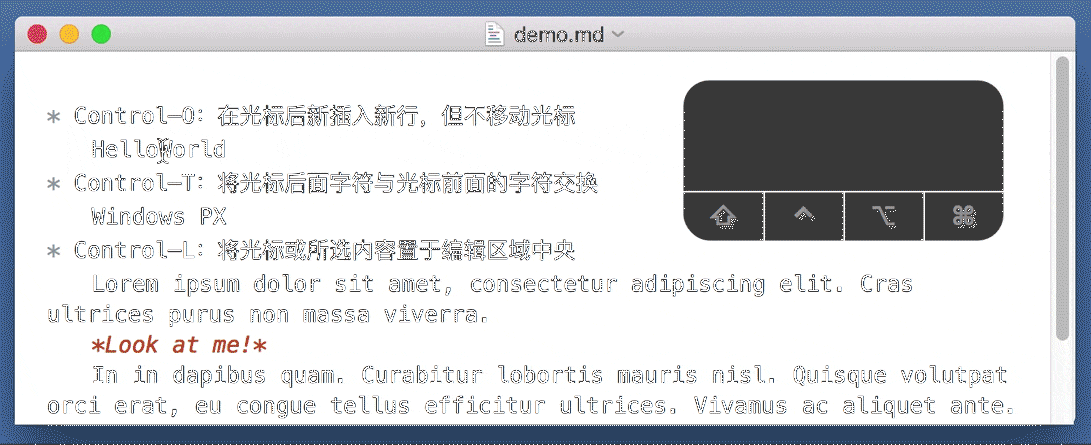 demo.md
* Control-O：在光标后新插入新行，但不移动光标
HelloWorld
* Control-T：将光标后面字符与光标前面的字符交换
Windows PX
* Control-L：将光标或所选内容置于编辑区域中央
Lorem ipsum dolor sit amet, consectetur adipiscing elit. Cras
ultrices purus non massa viverra.
*Look at me!*
In in dapibus quam. Curabitur lobortis mauris nisl. Quisque volutpat
orci erat, eu congue tellus efficitur ultrices. Vivamus ac aliquet ante.